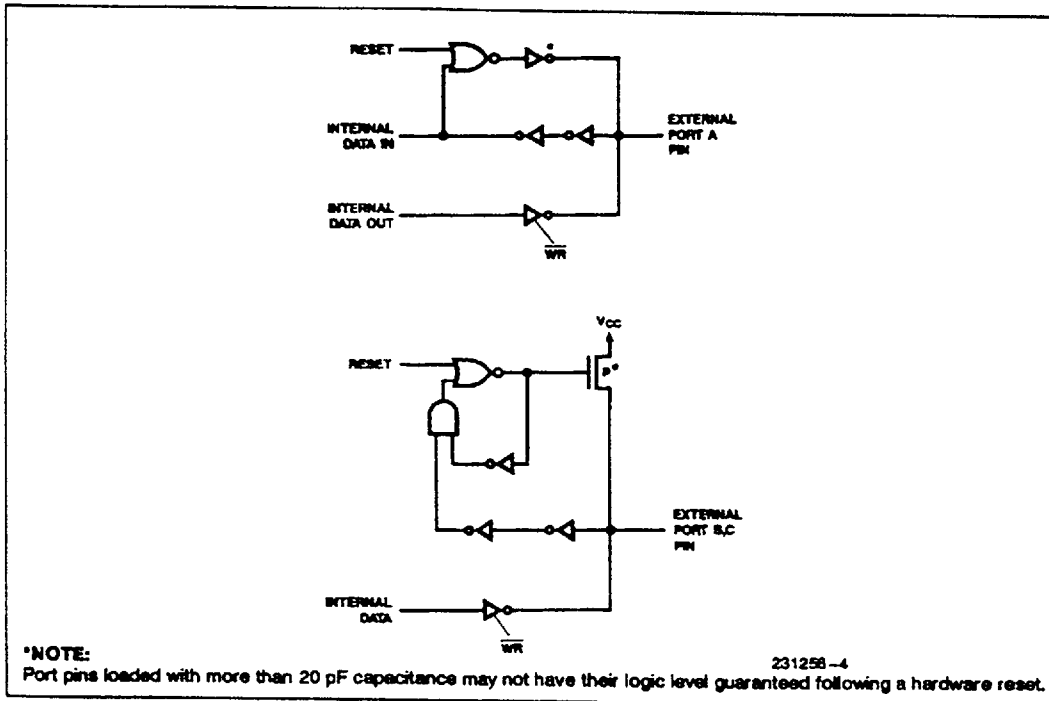 RESET
*
INTERNAL
DATA IN
EXTERNAL
PORT A
PIN
INTERNAL
DATA OUT
WR
VCC
RESET
P*
EXTERNAL
PORT B,C
PIN
INTERNAL
DATA
WR
*NOTE:
231256–4
Port pins loaded with more than 20 pF capacitance may not have their logic level guaranteed following a hardware reset.